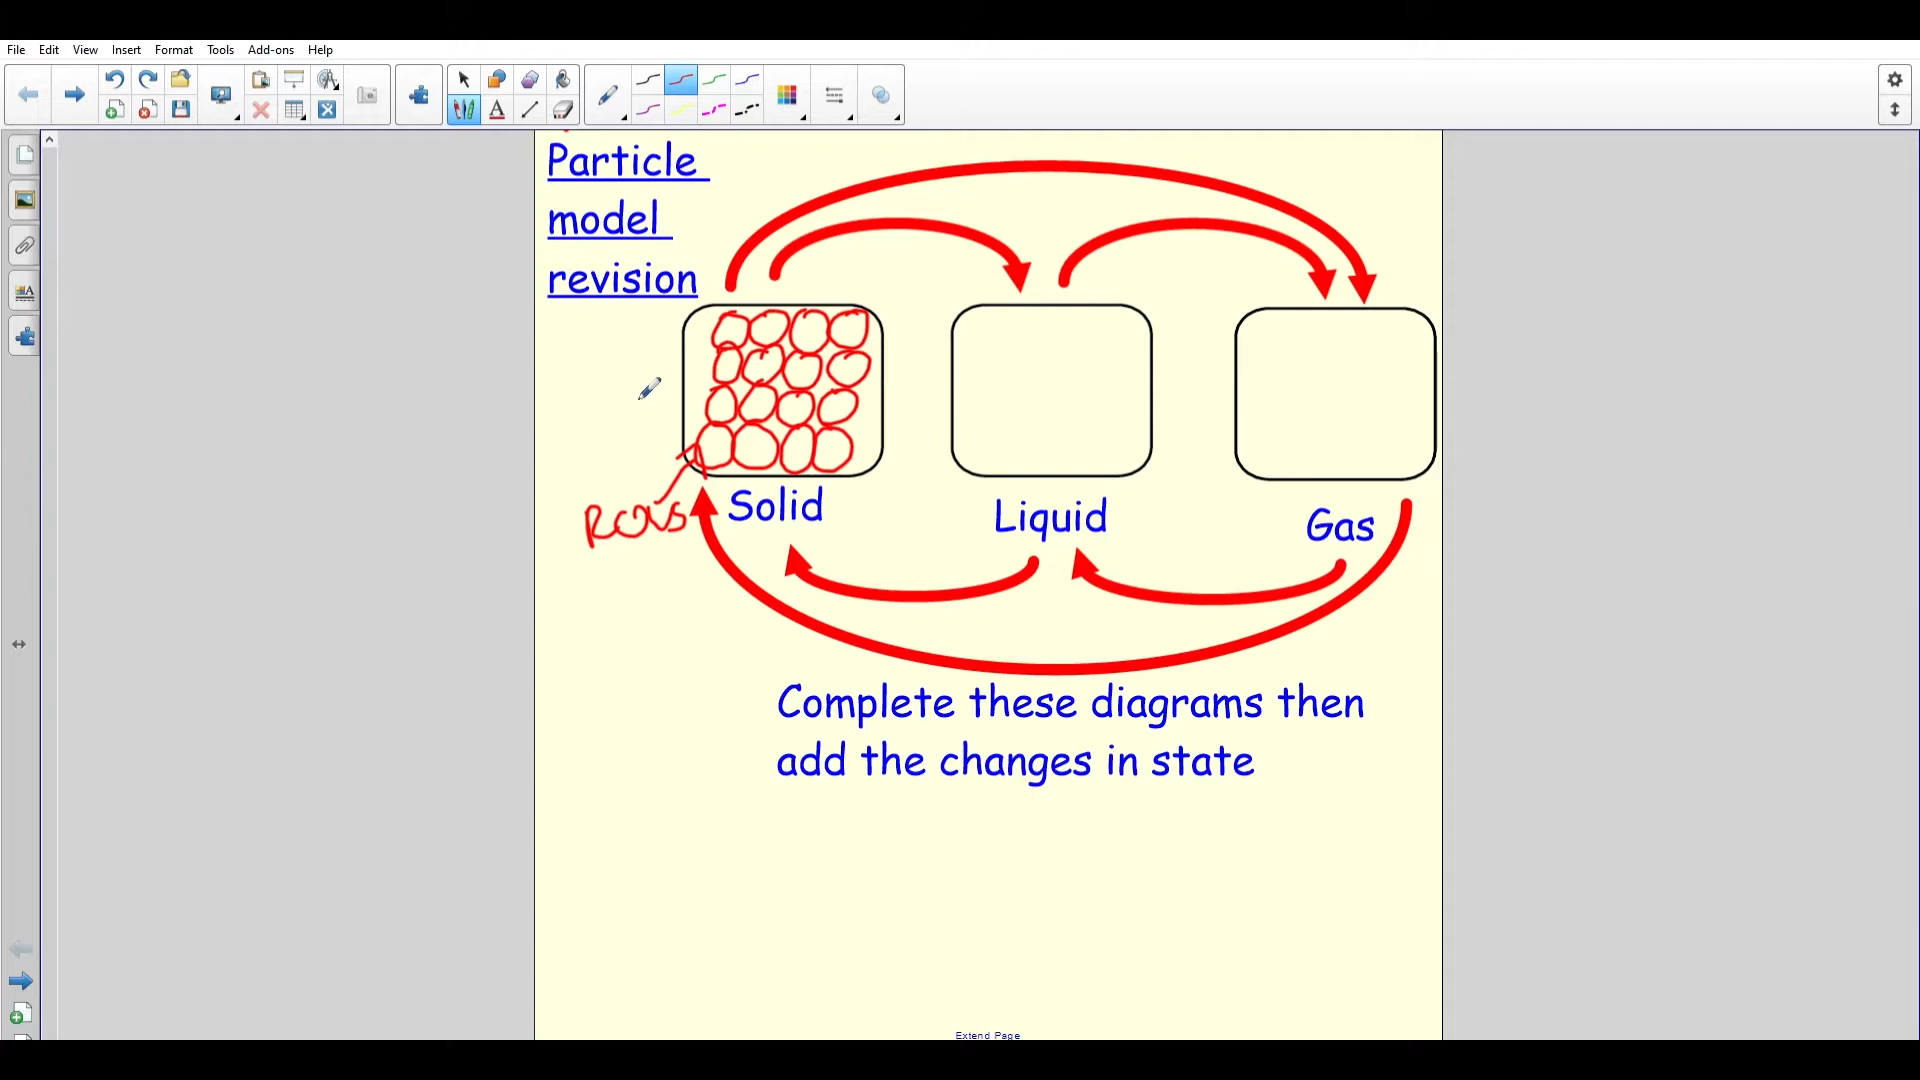 File Edit View Insert Format Tools Add-ons Help
Particle
model
revision
Rows
Solid
Liquid
Gas
Complete these diagrams then
add the changes in state
Extend Page